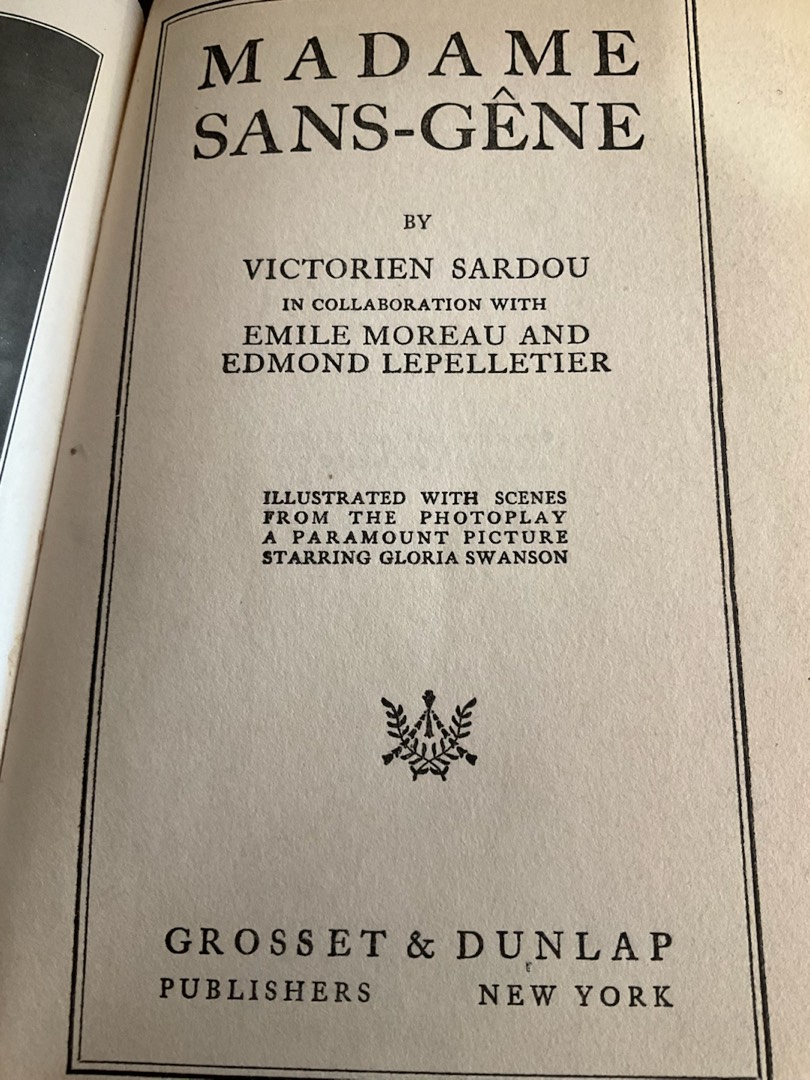 MADAME
SANS-GÊNE
BY
VICTORIEN SARDOU
IN COLLABORATION WITH
EMILE MOREAU AND
EDMOND LEPELLETIER
ILLUSTRATED WITH SCENES
FROM THE PHOTOPLAY
A PARAMOUNT PICTURE
STARRING GLORIA SWANSON
GROSSET & DUNLAP
PUBLISHERS NEW YORK